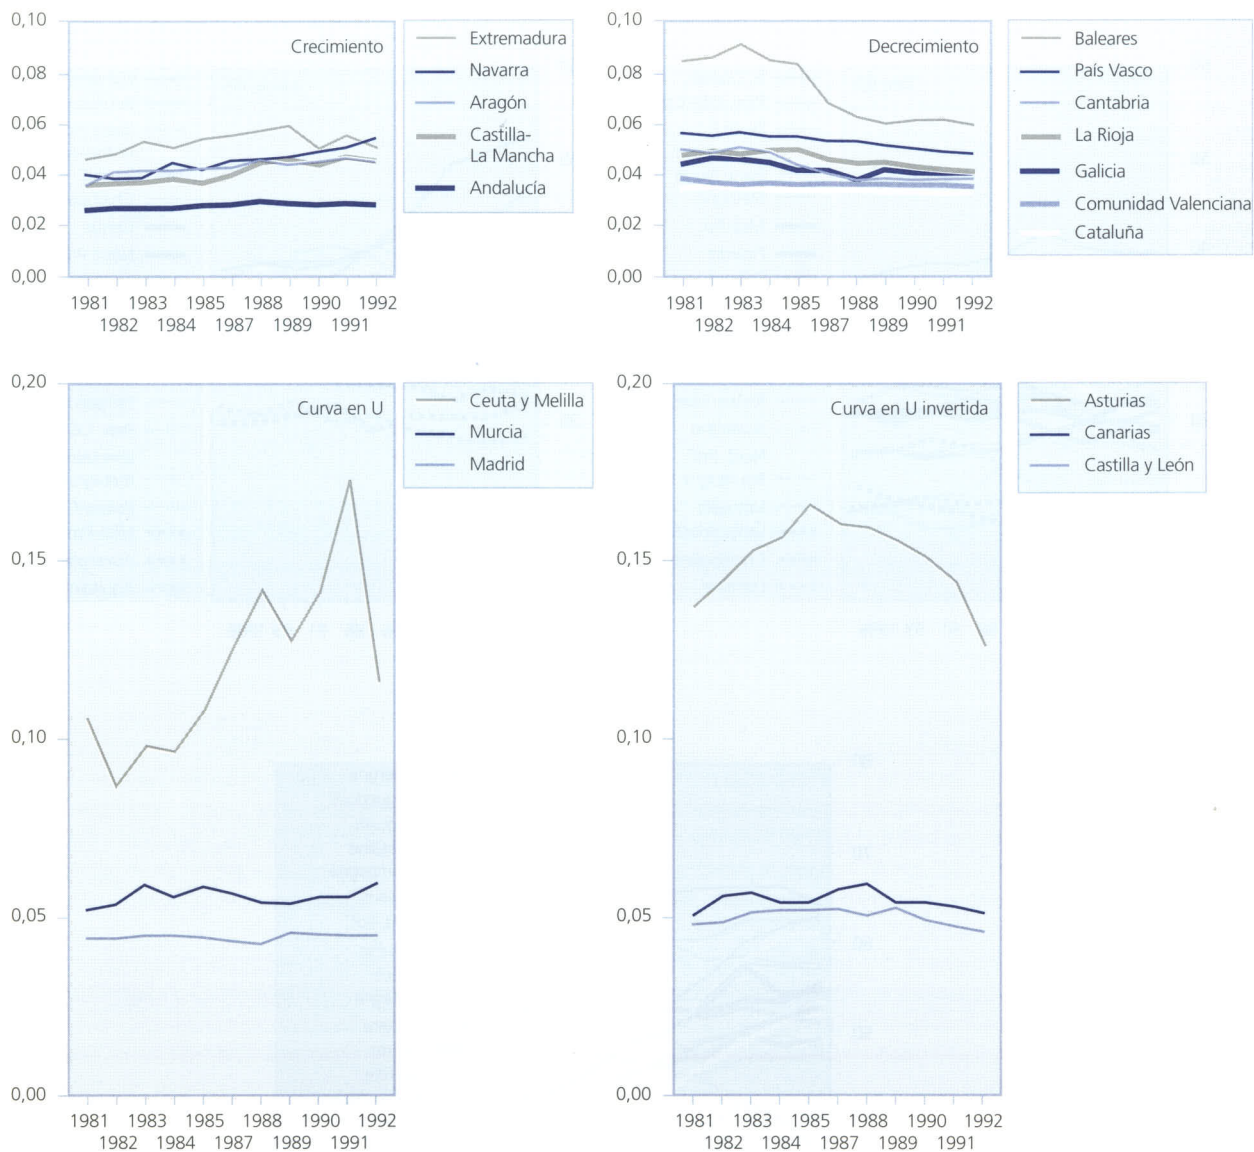 0,10
0,08
0,06
0,04
0,02
0,00
Crecimiento
1981 1983 1985 1988 1990 1992
1982 1984 1987 1989 1991
Extremadura
Navarra
Aragón
Castilla-
La Mancha
Andalucía
0,10
0,08
0,06
0,04
0,02
0,00
Decrecimiento
1981 1983 1985 1988 1990 1992
1982 1984 1987 1989 1991
Baleares
País Vasco
Cantabria
La Rioja
Galicia
Comunidad Valenciana
Cataluña
0,20
0,15
0,10
0,05
0,00
Curva en U
1981 1983 1985 1988 1990 1992
1982 1984 1987 1989 1991
Ceuta y Melilla
Murcia
Madrid
0,20
0,15
0,10
0,05
0,00
Curva en U invertida
1981 1983 1985 1988 1990 1992
1982 1984 1987 1989 1991
Asturias
Canarias
Castilla y León